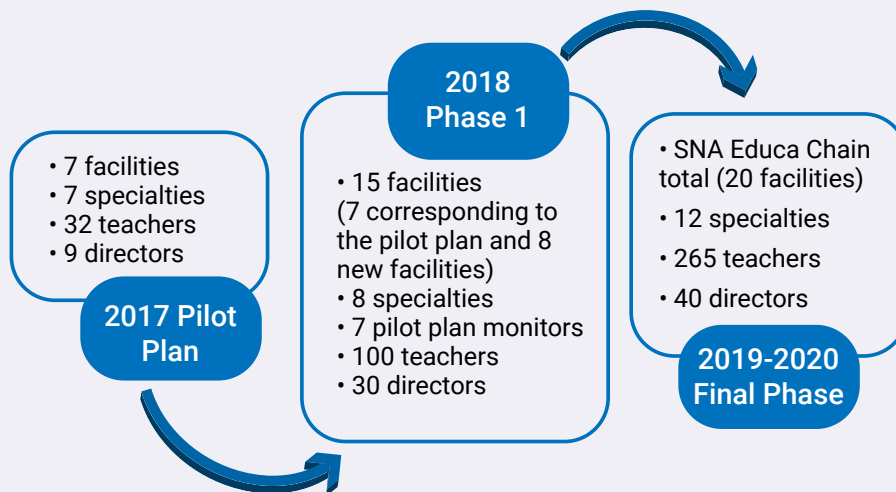 • 7 facilities
• 7 specialties
• 32 teachers
• 9 directors
2017 Pilot
Plan
2018
Phase 1
• 15 facilities
(7 corresponding to
the pilot plan and 8
new facilities)
• 8 specialties
• 7 pilot plan monitors
• 100 teachers
• 30 directors
• SNA Educa Chain
total (20 facilities)
• 12 specialties
• 265 teachers
• 40 directors
2019-2020
Final Phase